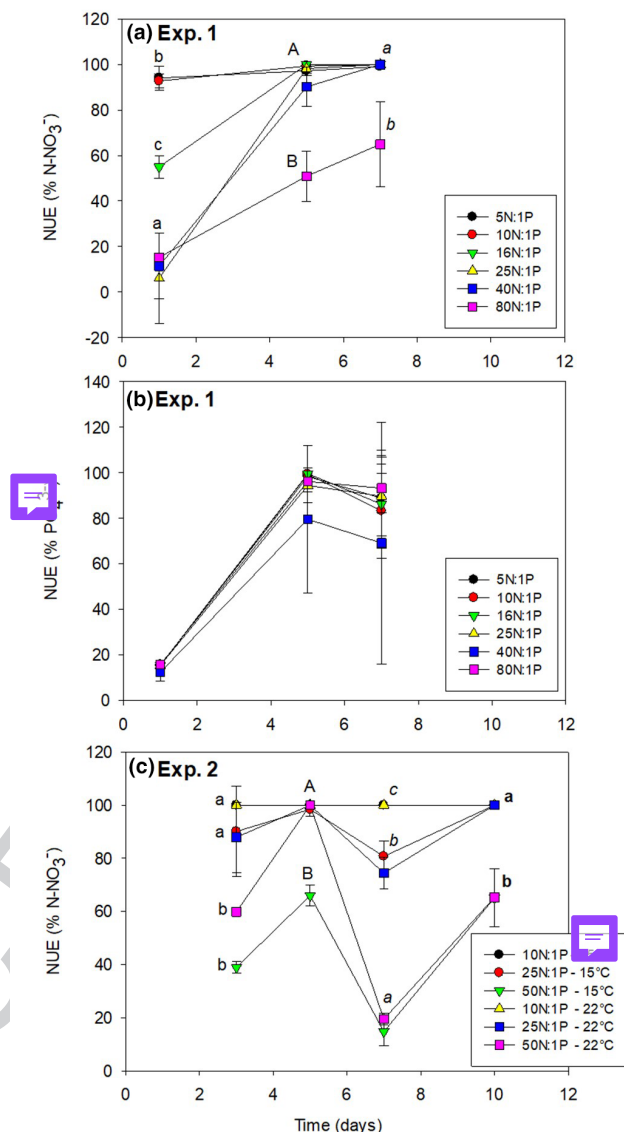 (a) Exp. 1
NUE (% N-NO3-)
120
100
80
60
40
20
0
-20
b
c
a
A
B
a
b
5N:1P
10N:1P
16N:1P
25N:1P
40N:1P
80N:1P
0 2 4 6 8 10 12
(b) Exp. 1
NUE (% P
140
120
100
80
60
40
20
0
5N:1P
10N:1P
16N:1P
25N:1P
40N:1P
80N:1P
0 2 4 6 8 10 12
(c) Exp. 2
NUE (% N-NO3-)
120
100
80
60
40
20
0
a
a
b
b
A
B
c
b
a
a
b
10N:1P
25N:1P - 15°C
50N:1P - 15°C
10N:1P - 22°C
25N:1P - 22°C
50N:1P - 22°C
0 2 4 6 8 10 12
Time (days)